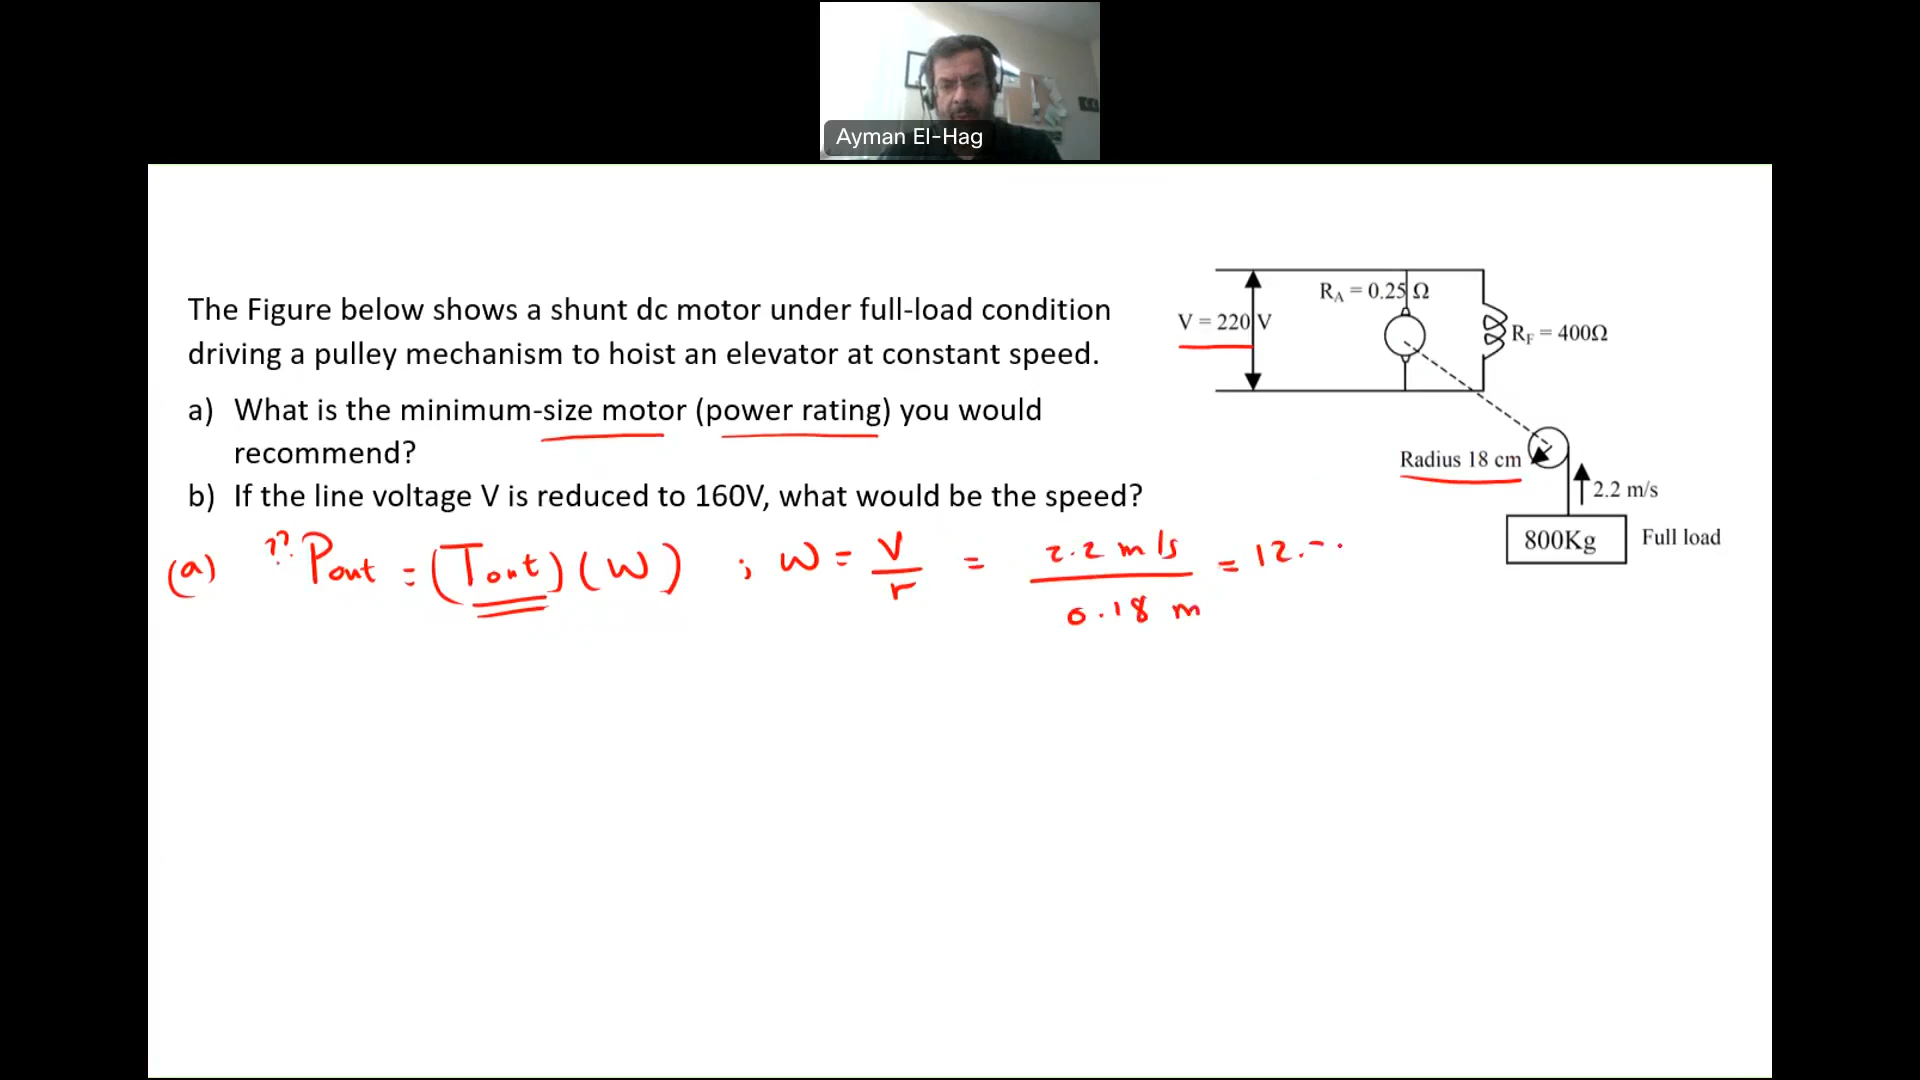 Ayman El-Hag
The Figure below shows a shunt dc motor under full-load condition
driving a pulley mechanism to hoist an elevator at constant speed.
a) What is the minimum-size motor (power rating) you would
recommend?
b) If the line voltage V is reduced to 160V, what would be the speed?
R_A = 0.25 Ω
V = 220 V
R_F = 400Ω
Radius 18 cm
2.2 m/s
800Kg
Full load
(a) ?? Pout = (Tout)(W) ; W = V/r = 2.2 m/s / 0.18 m = 12.--.